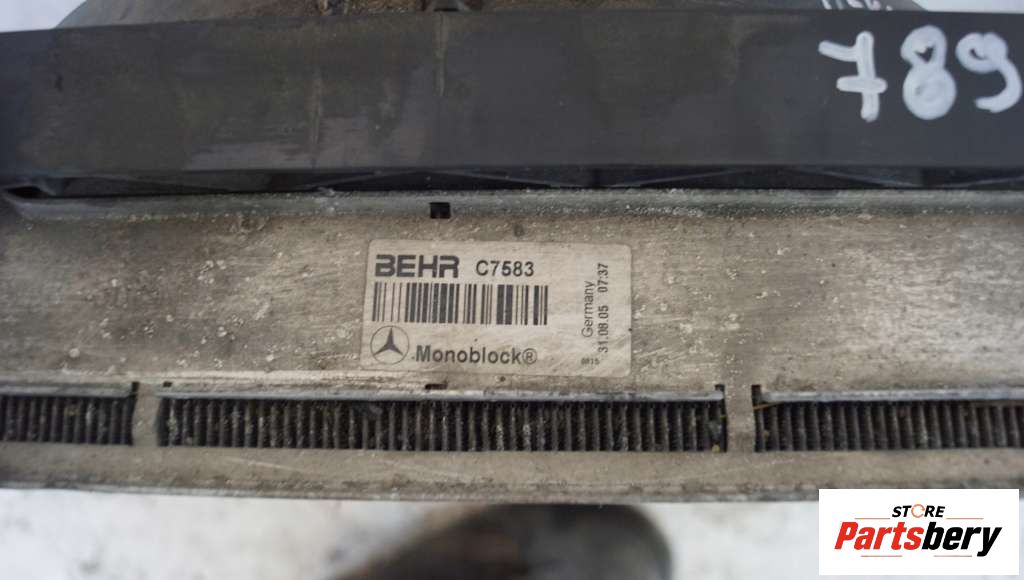 789
BEHR C7583
Germany
31.08.05 07:37
Monoblock®
STORE
Partsbery